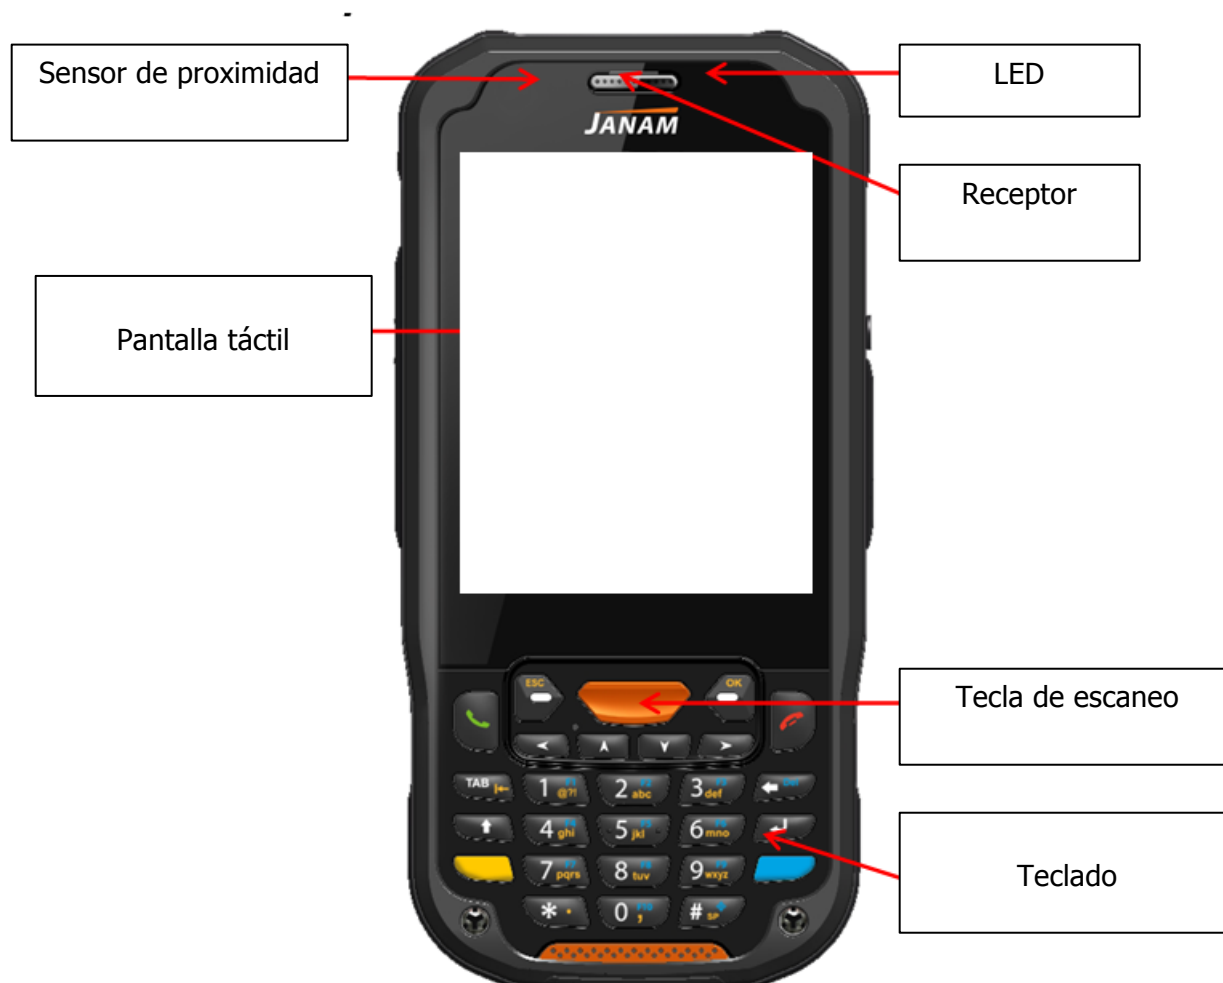 Sensor de proximidad
LED
JANAM
Receptor
Pantalla táctil
ESC
OK
Tecla de escaneo
TAB
1 @?!
2 abc
3 def
4 ghi
5 jkl
6 mno
Teclado
7 pqrs
8 tuv
9 wxyz
* .
0 ,
# SP